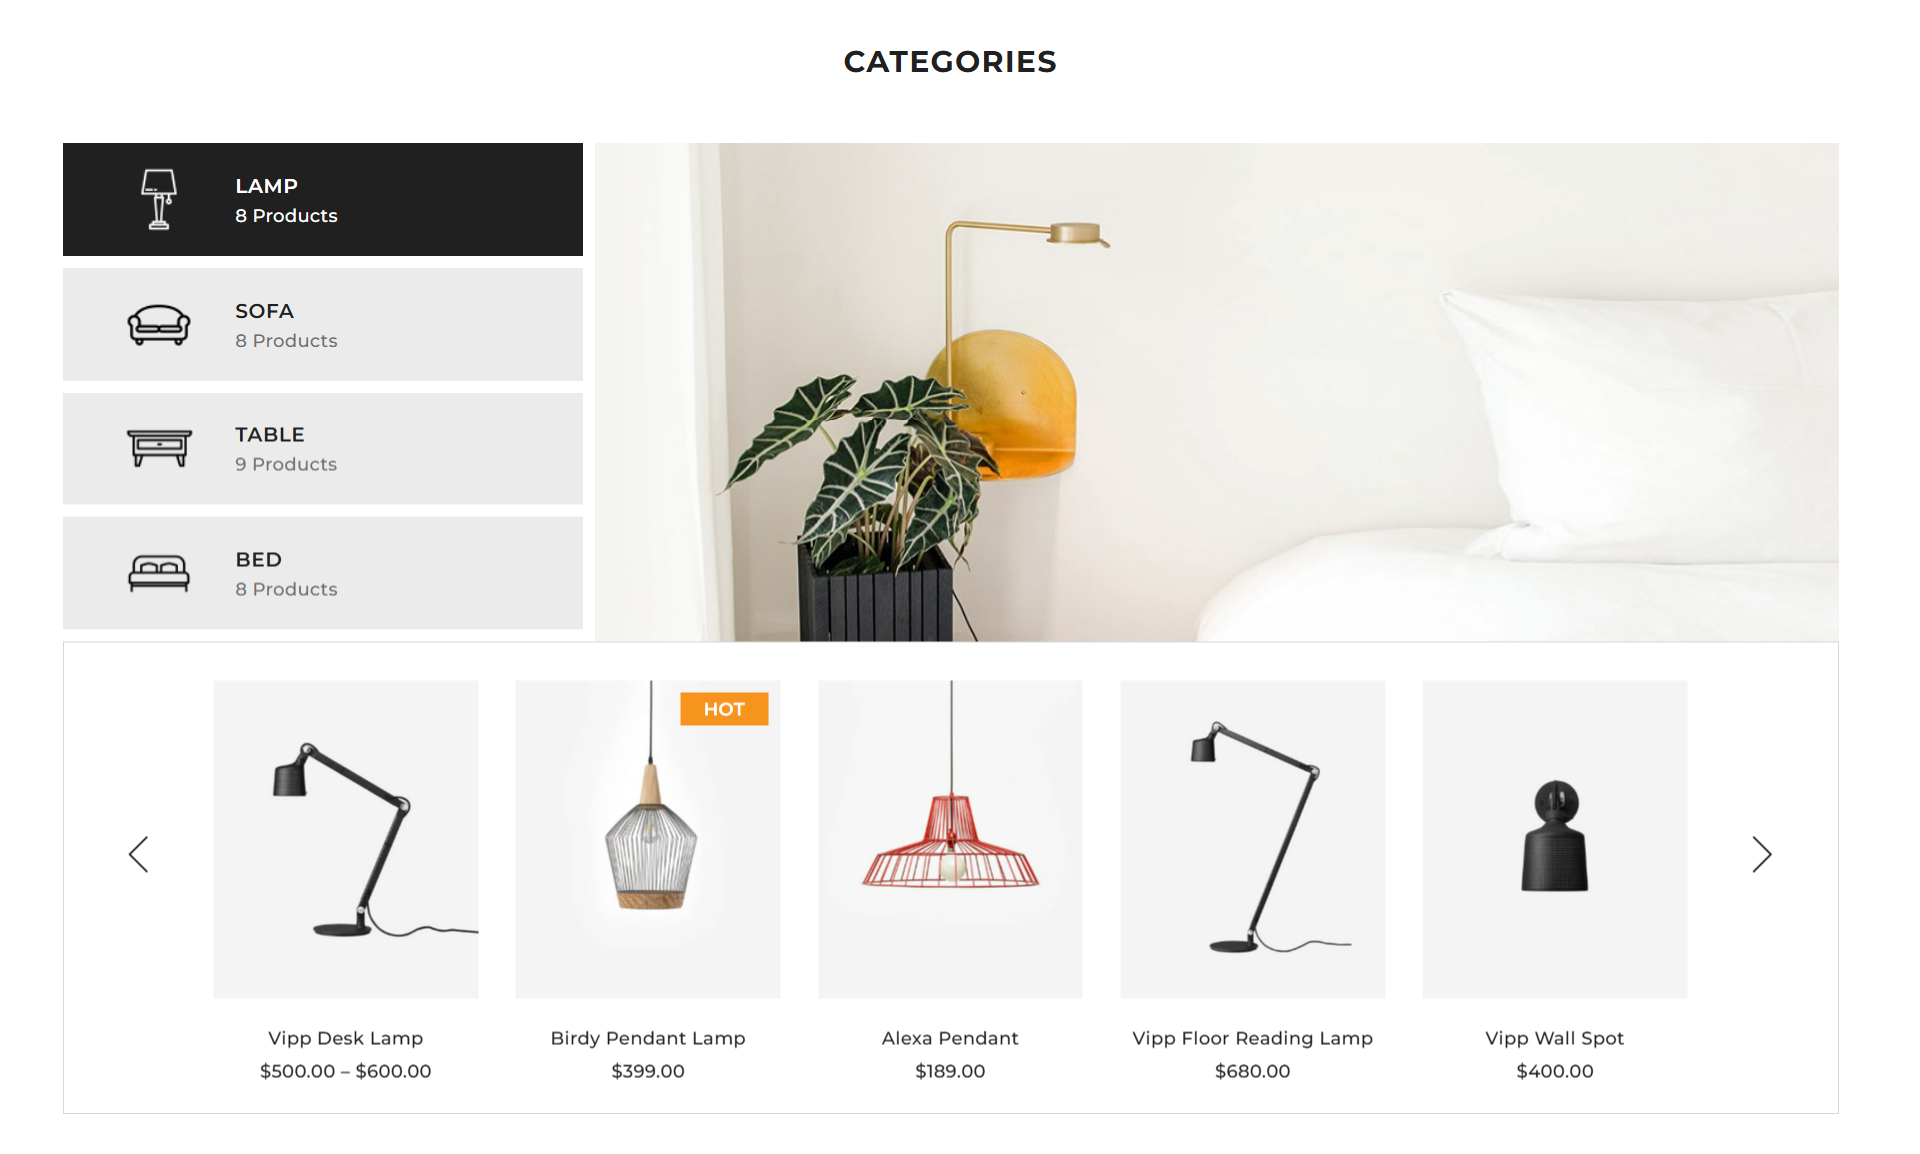 CATEGORIES
LAMP
8 Products
SOFA
8 Products
TABLE
9 Products
BED
8 Products
HOT
Vipp Desk Lamp
$500.00 – $600.00
Birdy Pendant Lamp
$399.00
Alexa Pendant
$189.00
Vipp Floor Reading Lamp
$680.00
Vipp Wall Spot
$400.00